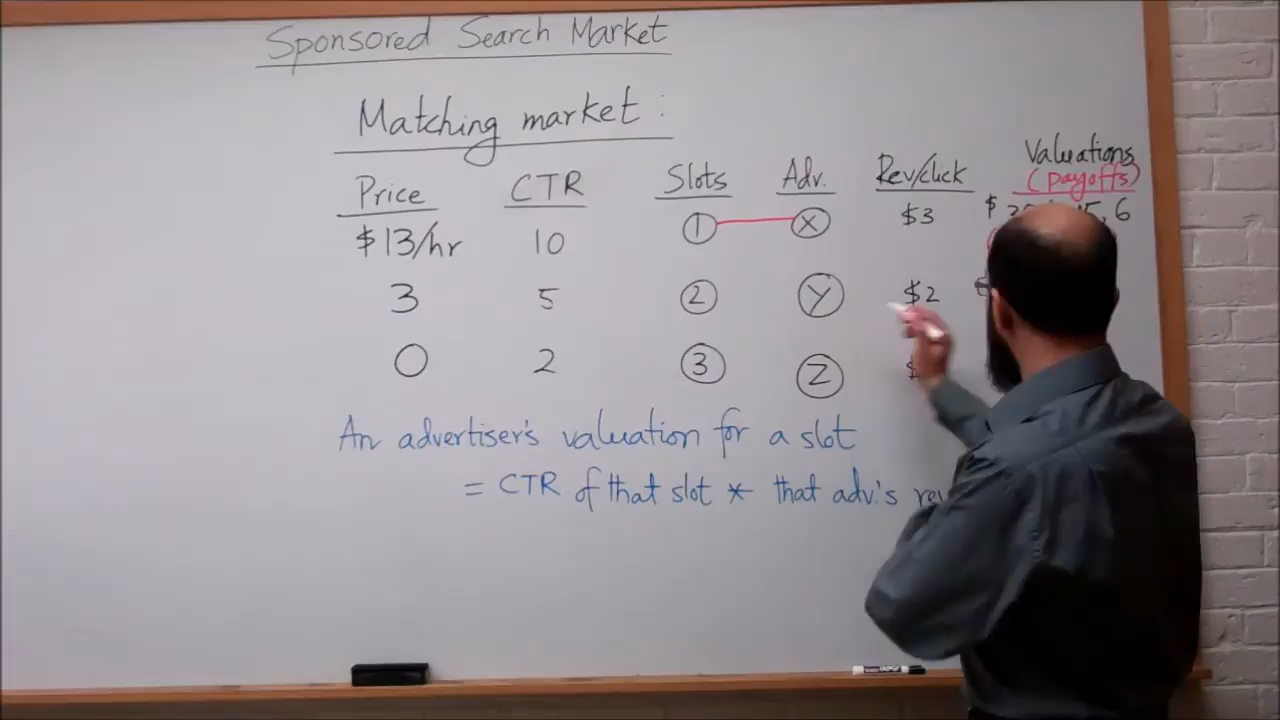 Sponsored Search Market
Matching market:
Price CTR Slots Adv. Rev/click Valuations
(payoffs)
$13/hr 10 1 X $3 $ , 6
3 5 2 Y $2
0 2 3 Z $
An advertiser's valuation for a slot
= CTR of that slot * that adv.'s